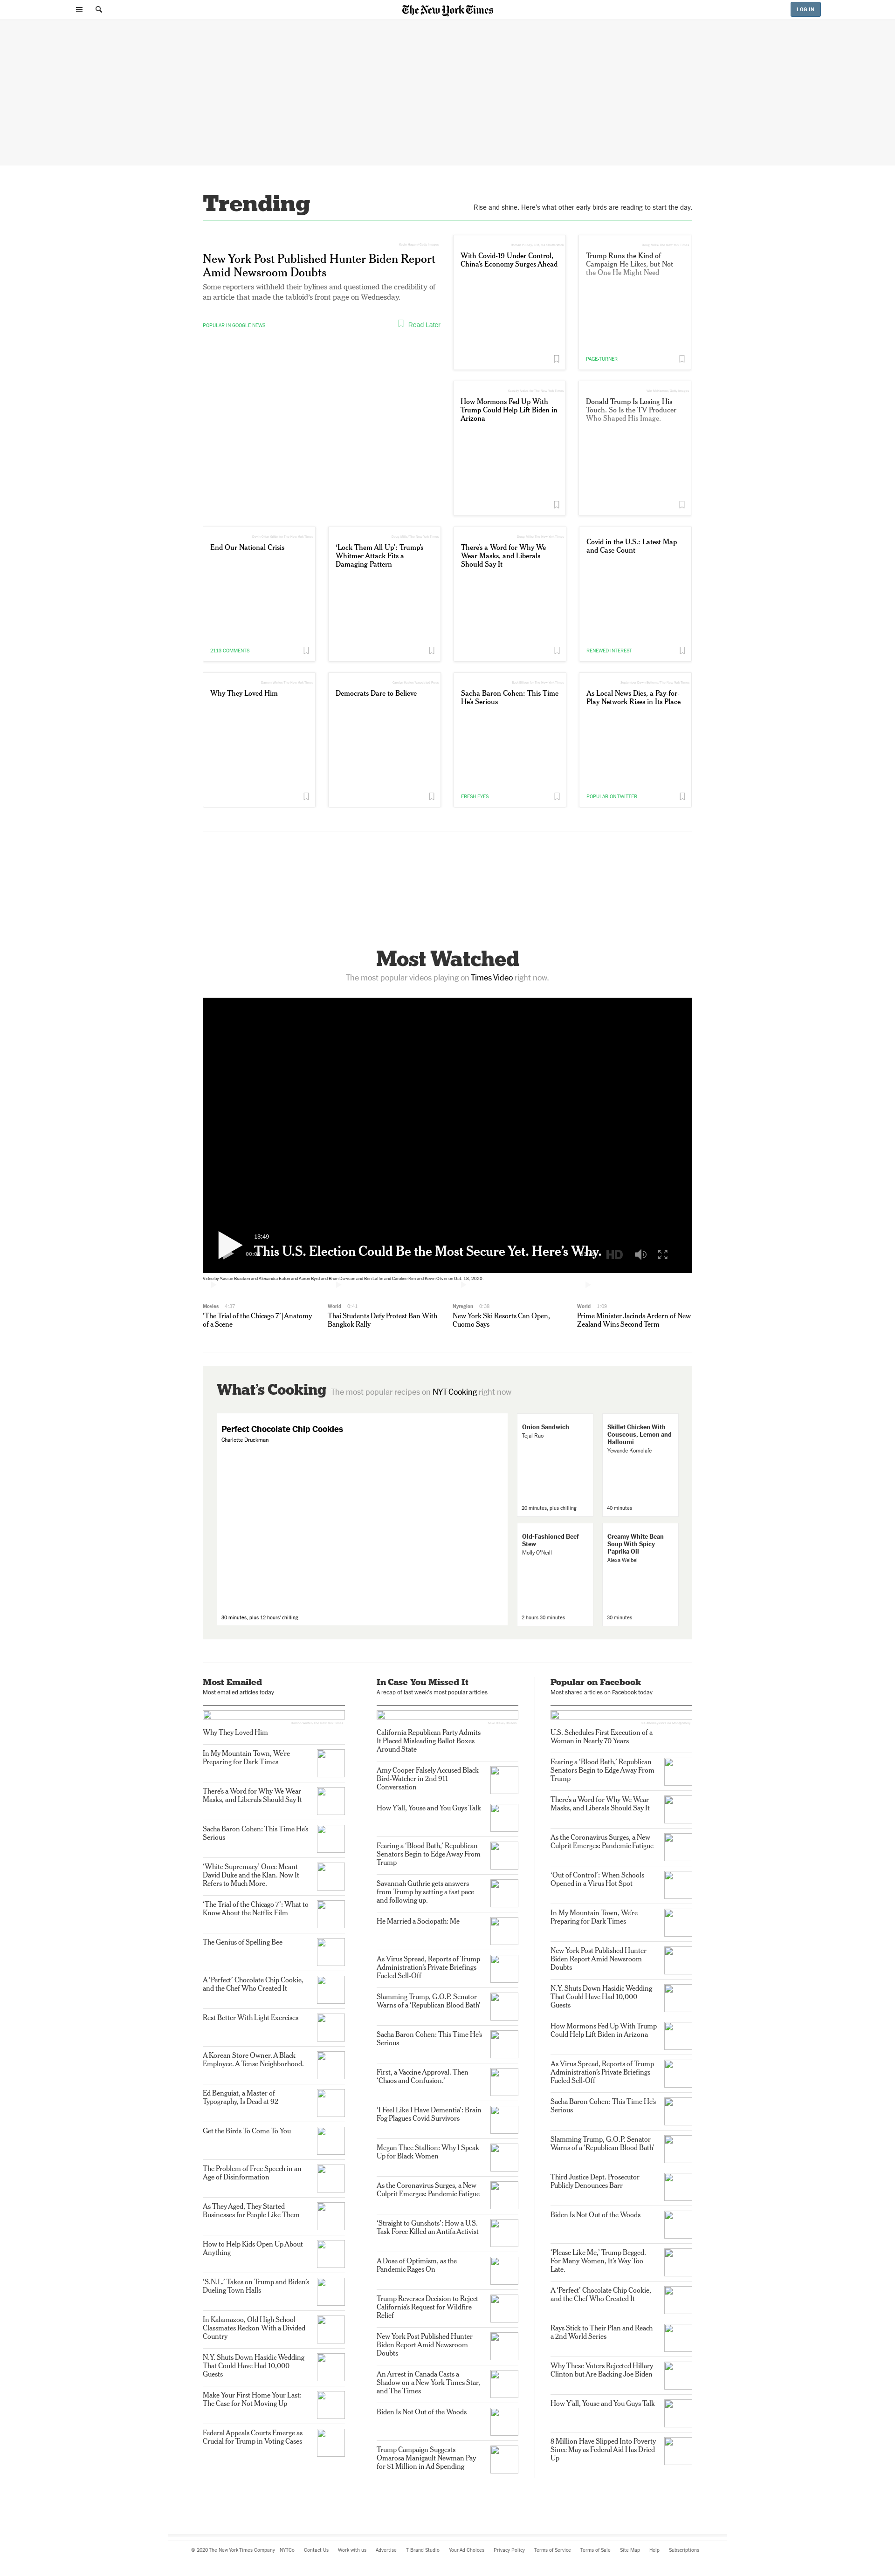 The New York Times
LOG IN
Trending
Rise and shine. Here's what other early birds are reading to start the day.
New York Post Published Hunter Biden Report
Amid Newsroom Doubts
Some reporters withheld their bylines and questioned the credibility of
an article that made the tabloid's front page on Wednesday.
POPULAR IN GOOGLE NEWS
Read Later
With Covid-19 Under Control,
China's Economy Surges Ahead
Trump Runs the Kind of
Campaign He Likes, but Not
the One He Might Need
PAGE-TURNER
How Mormons Fed Up With
Trump Could Help Lift Biden in
Arizona
Donald Trump Is Losing His
Touch. So Is the TV Producer
Who Shaped His Image.
End Our National Crisis
2113 COMMENTS
'Lock Them All Up': Trump's
Whitmer Attack Fits a
Damaging Pattern
There's a Word for Why We
Wear Masks, and Liberals
Should Say It
Covid in the U.S.: Latest Map
and Case Count
RENEWED INTEREST
Why They Loved Him
Democrats Dare to Believe
Sacha Baron Cohen: This Time
He's Serious
FRESH EYES
As Local News Dies, a Pay-for-
Play Network Rises in Its Place
POPULAR ON TWITTER
Most Watched
The most popular videos playing on Times Video right now.
13:49
This U.S. Election Could Be the Most Secure Yet. Here's Why.
HD
Movies 4:37
'The Trial of the Chicago 7' | Anatomy
of a Scene
World 0:41
Thai Students Defy Protest Ban With
Bangkok Rally
Nyregion 0:38
New York Ski Resorts Can Open,
Cuomo Says
World 1:09
Prime Minister Jacinda Ardern of New
Zealand Wins Second Term
What's Cooking The most popular recipes on NYT Cooking right now
Perfect Chocolate Chip Cookies
Charlotte Druckman
30 minutes, plus 12 hours' chilling
Onion Sandwich
Tejal Rao
20 minutes, plus chilling
Skillet Chicken With
Couscous, Lemon and
Halloumi
Yewande Komolafe
40 minutes
Old-Fashioned Beef
Stew
Molly O'Neill
2 hours 30 minutes
Creamy White Bean
Soup With Spicy
Paprika Oil
Alexa Weibel
30 minutes
Most Emailed
Most emailed articles today
Why They Loved Him
In My Mountain Town, We're
Preparing for Dark Times
There's a Word for Why We Wear
Masks, and Liberals Should Say It
Sacha Baron Cohen: This Time He's
Serious
'White Supremacy' Once Meant
David Duke and the Klan. Now It
Refers to Much More.
'The Trial of the Chicago 7': What to
Know About the Netflix Film
The Genius of Spelling Bee
A 'Perfect' Chocolate Chip Cookie,
and the Chef Who Created It
Rest Better With Light Exercises
A Korean Store Owner. A Black
Employee. A Tense Neighborhood.
Ed Benguiat, a Master of
Typography, Is Dead at 92
Get the Birds To Come To You
The Problem of Free Speech in an
Age of Disinformation
As They Aged, They Started
Businesses for People Like Them
How to Help Kids Open Up About
Anything
'S.N.L.' Takes on Trump and Biden's
Dueling Town Halls
In Kalamazoo, Old High School
Classmates Reckon With a Divided
Country
N.Y. Shuts Down Hasidic Wedding
That Could Have Had 10,000
Guests
Make Your First Home Your Last:
The Case for Not Moving Up
Federal Appeals Courts Emerge as
Crucial for Trump in Voting Cases
In Case You Missed It
A recap of last week's most popular articles
California Republican Party Admits
It Placed Misleading Ballot Boxes
Around State
Amy Cooper Falsely Accused Black
Bird-Watcher in 2nd 911
Conversation
How Y'all, Youse and You Guys Talk
Fearing a 'Blood Bath,' Republican
Senators Begin to Edge Away From
Trump
Savannah Guthrie gets answers
from Trump by setting a fast pace
and following up.
He Married a Sociopath: Me
As Virus Spread, Reports of Trump
Administration's Private Briefings
Fueled Sell-Off
Slamming Trump, G.O.P. Senator
Warns of a 'Republican Blood Bath'
Sacha Baron Cohen: This Time He's
Serious
First, a Vaccine Approval. Then
'Chaos and Confusion.'
'I Feel Like I Have Dementia': Brain
Fog Plagues Covid Survivors
Megan Thee Stallion: Why I Speak
Up for Black Women
As the Coronavirus Surges, a New
Culprit Emerges: Pandemic Fatigue
'Straight to Gunshots': How a U.S.
Task Force Killed an Antifa Activist
A Dose of Optimism, as the
Pandemic Rages On
Trump Reverses Decision to Reject
California's Request for Wildfire
Relief
New York Post Published Hunter
Biden Report Amid Newsroom
Doubts
An Arrest in Canada Casts a
Shadow on a New York Times Star,
and The Times
Biden Is Not Out of the Woods
Trump Campaign Suggests
Omarosa Manigault Newman Pay
for $1 Million in Ad Spending
Popular on Facebook
Most shared articles on Facebook today
U.S. Schedules First Execution of a
Woman in Nearly 70 Years
Fearing a 'Blood Bath,' Republican
Senators Begin to Edge Away From
Trump
There's a Word for Why We Wear
Masks, and Liberals Should Say It
As the Coronavirus Surges, a New
Culprit Emerges: Pandemic Fatigue
'Out of Control': When Schools
Opened in a Virus Hot Spot
In My Mountain Town, We're
Preparing for Dark Times
New York Post Published Hunter
Biden Report Amid Newsroom
Doubts
N.Y. Shuts Down Hasidic Wedding
That Could Have Had 10,000
Guests
How Mormons Fed Up With Trump
Could Help Lift Biden in Arizona
As Virus Spread, Reports of Trump
Administration's Private Briefings
Fueled Sell-Off
Sacha Baron Cohen: This Time He's
Serious
Slamming Trump, G.O.P. Senator
Warns of a 'Republican Blood Bath'
Third Justice Dept. Prosecutor
Publicly Denounces Barr
Biden Is Not Out of the Woods
'Please Like Me,' Trump Begged.
For Many Women, It's Way Too
Late.
A 'Perfect' Chocolate Chip Cookie,
and the Chef Who Created It
Rays Stick to Their Plan and Reach
a 2nd World Series
Why These Voters Rejected Hillary
Clinton but Are Backing Joe Biden
How Y'all, Youse and You Guys Talk
8 Million Have Slipped Into Poverty
Since May as Federal Aid Has Dried
Up
© 2020 The New York Times Company NYTCo Contact Us Work with us Advertise T Brand Studio Your Ad Choices Privacy Policy Terms of Service Terms of Sale Site Map Help Subscriptions